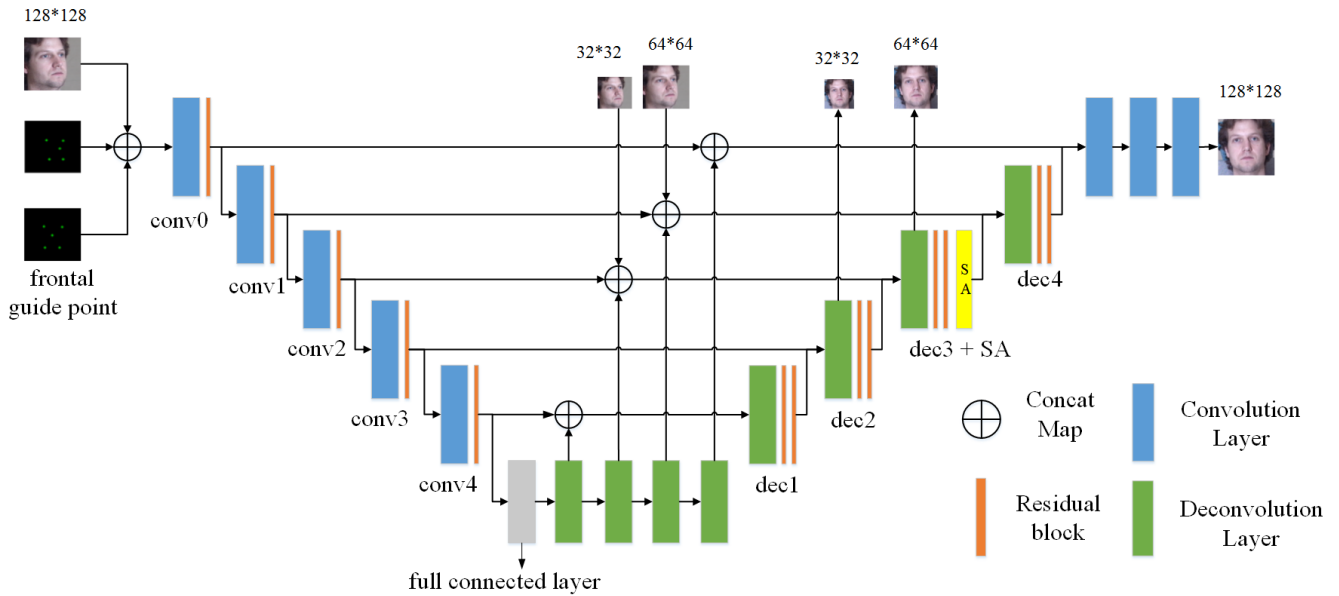 128*128
32*32
64*64
32*32
64*64
128*128
conv0
frontal
guide point
conv1
conv2
conv3
conv4
full connected layer
dec1
dec2
dec3 + SA
S
A
dec4
Concat
Map
Convolution
Layer
Residual
block
Deconvolution
Layer